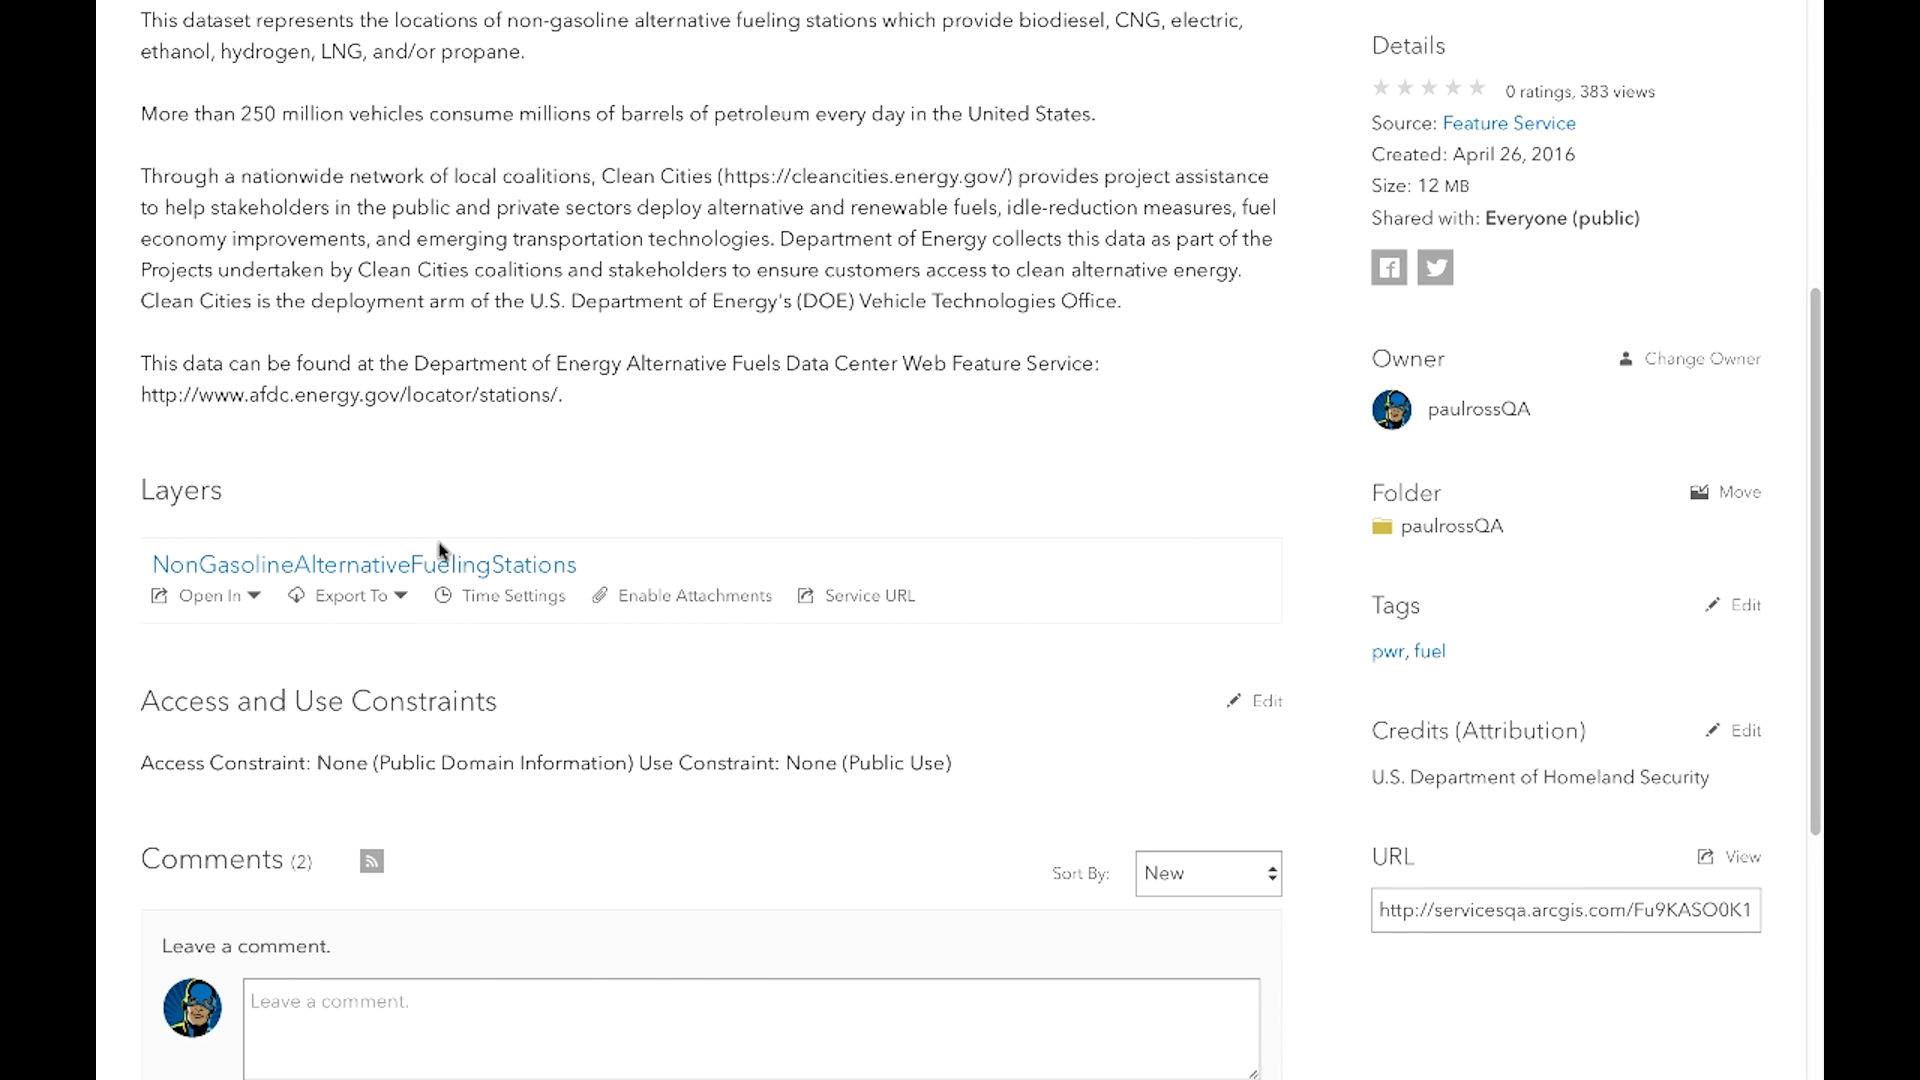 This dataset represents the locations of non-gasoline alternative fueling stations which provide biodiesel, CNG, electric,
ethanol, hydrogen, LNG, and/or propane.
More than 250 million vehicles consume millions of barrels of petroleum every day in the United States.
Through a nationwide network of local coalitions, Clean Cities (https://cleancities.energy.gov/) provides project assistance
to help stakeholders in the public and private sectors deploy alternative and renewable fuels, idle-reduction measures, fuel
economy improvements, and emerging transportation technologies. Department of Energy collects this data as part of the
Projects undertaken by Clean Cities coalitions and stakeholders to ensure customers access to clean alternative energy.
Clean Cities is the deployment arm of the U.S. Department of Energy's (DOE) Vehicle Technologies Office.
This data can be found at the Department of Energy Alternative Fuels Data Center Web Feature Service:
http://www.afdc.energy.gov/locator/stations/.
Layers
NonGasolineAlternativeFuelingStations
Open In Export To Time Settings Enable Attachments Service URL
Access and Use Constraints Edit
Access Constraint: None (Public Domain Information) Use Constraint: None (Public Use)
Comments (2) Sort By: New
Leave a comment.
Leave a comment.
Details
0 ratings, 383 views
Source: Feature Service
Created: April 26, 2016
Size: 12 MB
Shared with: Everyone (public)
Owner Change Owner
paulrossQA
Folder Move
paulrossQA
Tags Edit
pwr, fuel
Credits (Attribution) Edit
U.S. Department of Homeland Security
URL View
http://servicesqa.arcgis.com/Fu9KASO0K1